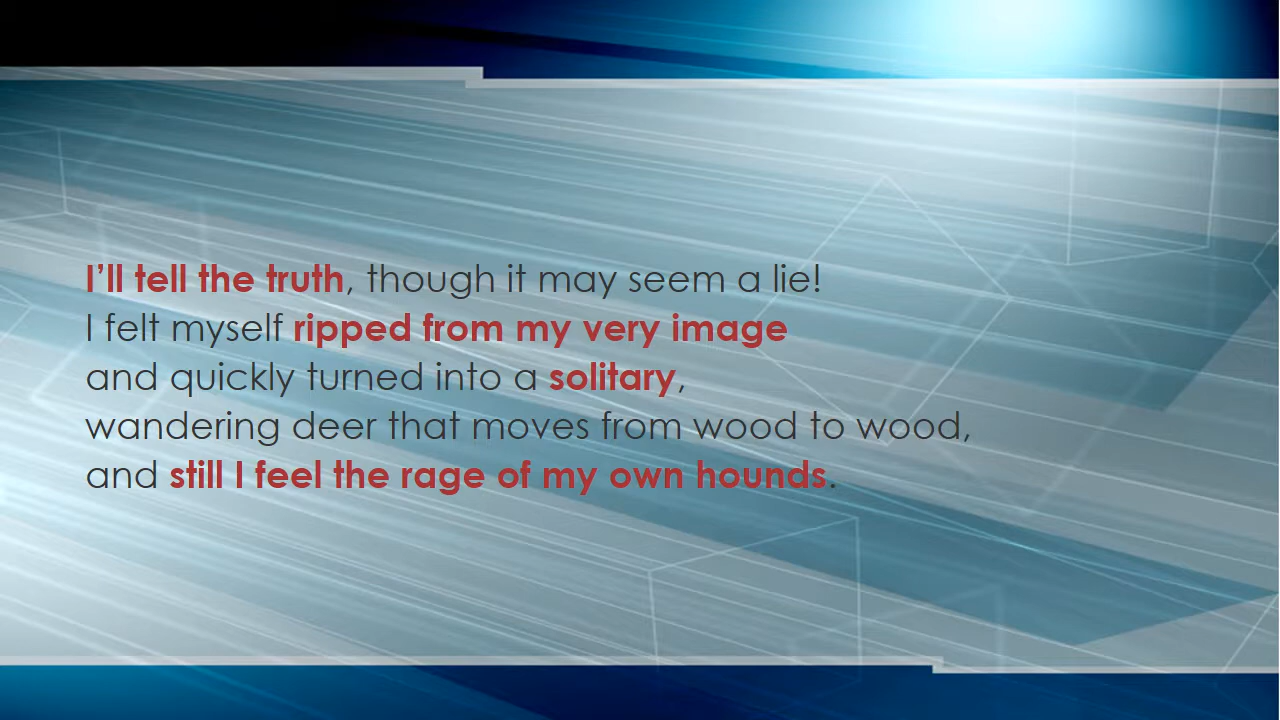 I’ll tell the truth, though it may seem a lie!
I felt myself ripped from my very image
and quickly turned into a solitary,
wandering deer that moves from wood to wood,
and still I feel the rage of my own hounds.